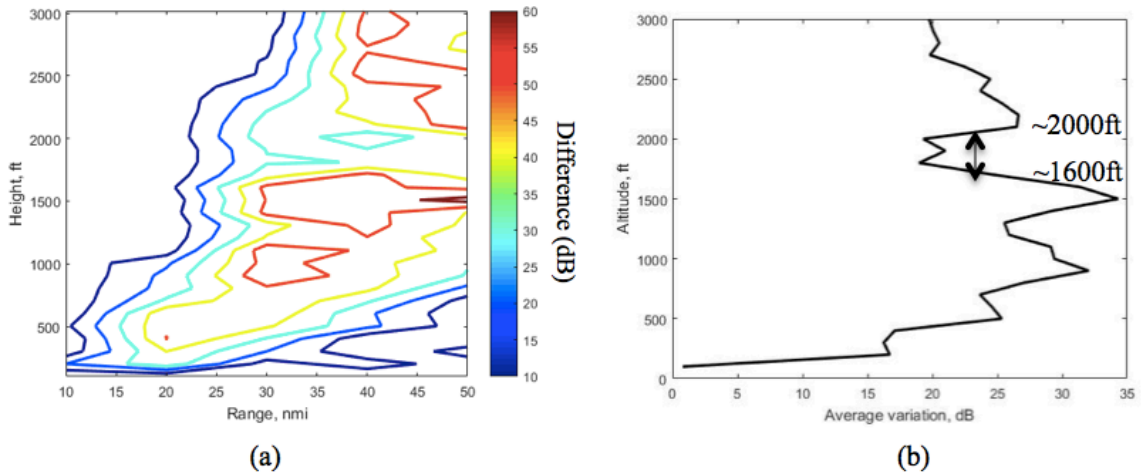 3000
2500
2000
1500
1000
500
10 15 20 25 30 35 40 45 50
Height, ft
Range, nmi
60
55
50
45
40
35
30
25
20
15
10
Difference (dB)
(a)
3000
2500
2000
1500
1000
500
0
0 5 10 15 20 25 30 35
Altitude, ft
Average variation, dB
~2000ft
~1600ft
(b)